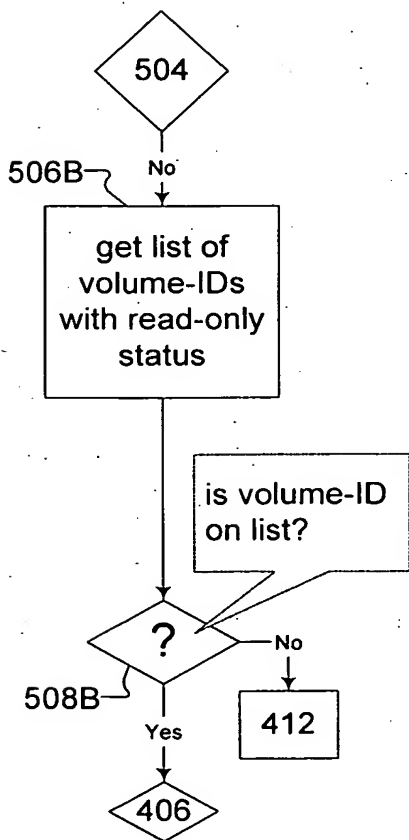 504
No
506B
get list of
volume-IDs
with read-only
status
is volume-ID
on list?
?
No
508B
412
Yes
406